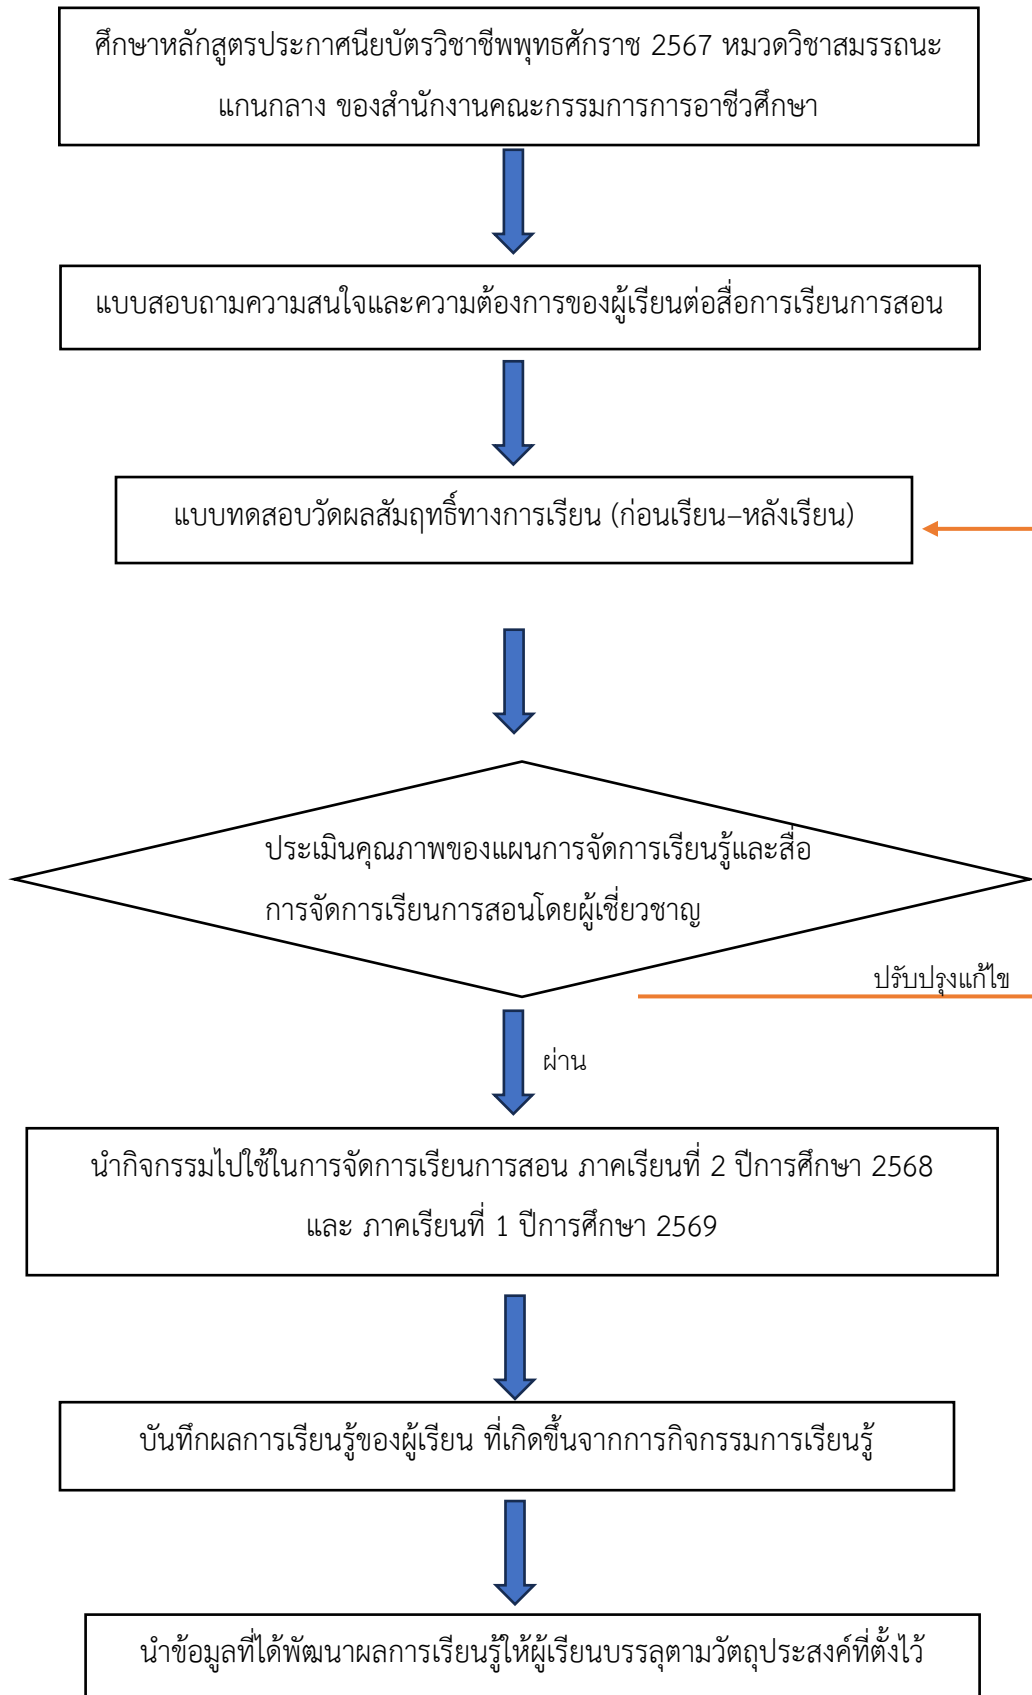 ศึกษาหลักสูตรประกาศนียบัตรวิชาชีพพุทธศักราช 2567 หมวดวิชาสมรรถนะ
แกนกลาง ของสำนักงานคณะกรรมการการอาชีวศึกษา
แบบสอบถามความสนใจและความต้องการของผู้เรียนต่อสื่อการเรียนการสอน
แบบทดสอบวัดผลสัมฤทธิ์ทางการเรียน (ก่อนเรียน–หลังเรียน)
ประเมินคุณภาพของแผนการจัดการเรียนรู้และสื่อ
การจัดการเรียนการสอนโดยผู้เชี่ยวชาญ
ปรับปรุงแก้ไข
ผ่าน
นำกิจกรรมไปใช้ในการจัดการเรียนการสอน ภาคเรียนที่ 2 ปีการศึกษา 2568
และ ภาคเรียนที่ 1 ปีการศึกษา 2569
บันทึกผลการเรียนรู้ของผู้เรียน ที่เกิดขึ้นจากการกิจกรรมการเรียนรู้
นำข้อมูลที่ได้พัฒนาผลการเรียนรู้ให้ผู้เรียนบรรลุตามวัตถุประสงค์ที่ตั้งไว้